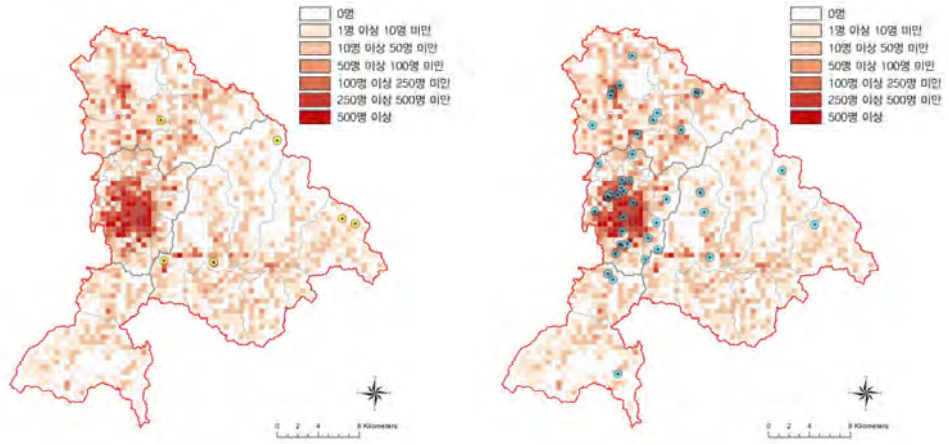 0명
1명 이상 10명 미만
10명 이상 50명 미만
50명 이상 100명 미만
100명 이상 250명 미만
250명 이상 500명 미만
500명 이상
0 2 4 8 Kilometers
0명
1명 이상 10명 미만
10명 이상 50명 미만
50명 이상 100명 미만
100명 이상 250명 미만
250명 이상 500명 미만
500명 이상
0 2 4 8 Kilometers